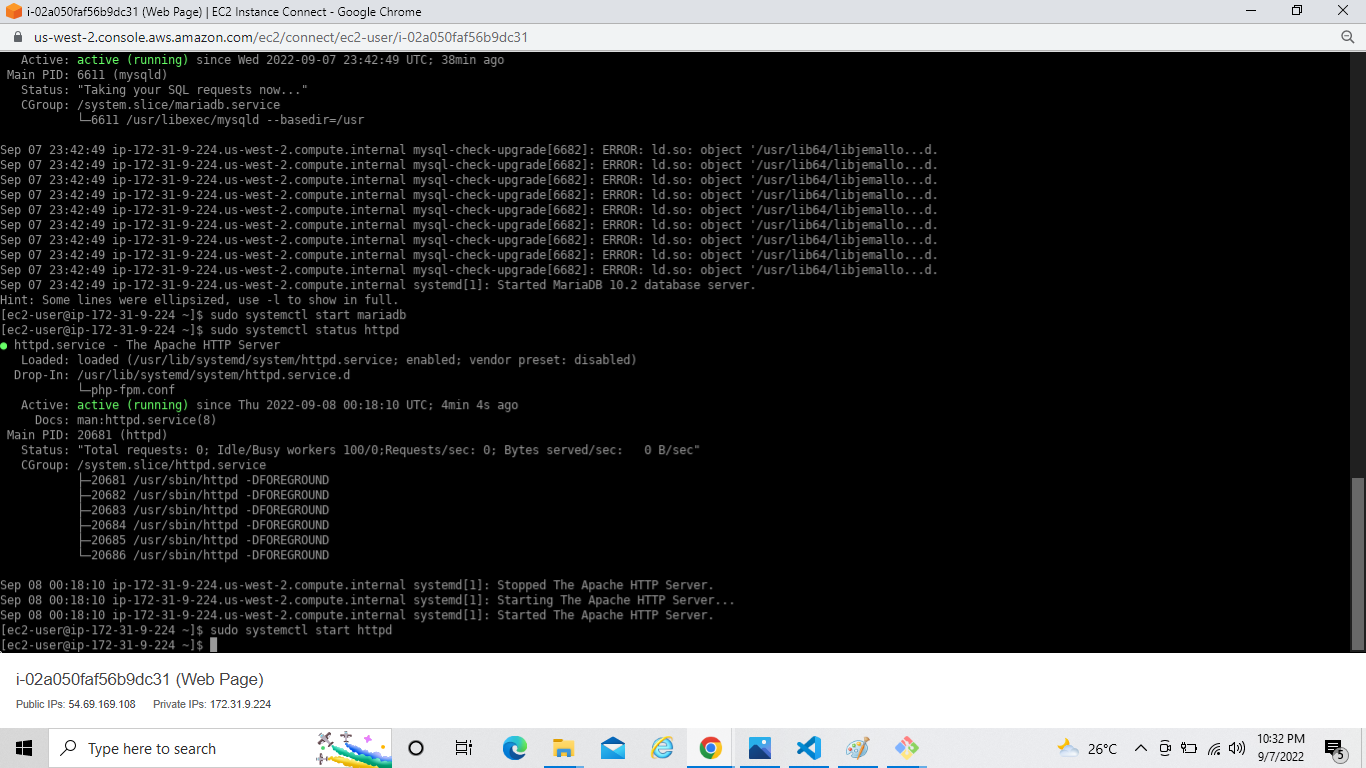 i-02a050faf56b9dc31 (Web Page) | EC2 Instance Connect - Google Chrome
us-west-2.console.aws.amazon.com/ec2/connect/ec2-user/i-02a050faf56b9dc31
Active: active (running) since Wed 2022-09-07 23:42:49 UTC; 38min ago
Main PID: 6611 (mysqld)
Status: "Taking your SQL requests now..."
CGroup: /system.slice/mariadb.service
└─6611 /usr/libexec/mysqld --basedir=/usr
Sep 07 23:42:49 ip-172-31-9-224.us-west-2.compute.internal mysql-check-upgrade[6682]: ERROR: ld.so: object '/usr/lib64/libjemallo...d.
Sep 07 23:42:49 ip-172-31-9-224.us-west-2.compute.internal mysql-check-upgrade[6682]: ERROR: ld.so: object '/usr/lib64/libjemallo...d.
Sep 07 23:42:49 ip-172-31-9-224.us-west-2.compute.internal mysql-check-upgrade[6682]: ERROR: ld.so: object '/usr/lib64/libjemallo...d.
Sep 07 23:42:49 ip-172-31-9-224.us-west-2.compute.internal mysql-check-upgrade[6682]: ERROR: ld.so: object '/usr/lib64/libjemallo...d.
Sep 07 23:42:49 ip-172-31-9-224.us-west-2.compute.internal mysql-check-upgrade[6682]: ERROR: ld.so: object '/usr/lib64/libjemallo...d.
Sep 07 23:42:49 ip-172-31-9-224.us-west-2.compute.internal mysql-check-upgrade[6682]: ERROR: ld.so: object '/usr/lib64/libjemallo...d.
Sep 07 23:42:49 ip-172-31-9-224.us-west-2.compute.internal mysql-check-upgrade[6682]: ERROR: ld.so: object '/usr/lib64/libjemallo...d.
Sep 07 23:42:49 ip-172-31-9-224.us-west-2.compute.internal mysql-check-upgrade[6682]: ERROR: ld.so: object '/usr/lib64/libjemallo...d.
Sep 07 23:42:49 ip-172-31-9-224.us-west-2.compute.internal mysql-check-upgrade[6682]: ERROR: ld.so: object '/usr/lib64/libjemallo...d.
Sep 07 23:42:49 ip-172-31-9-224.us-west-2.compute.internal systemd[1]: Started MariaDB 10.2 database server.
Hint: Some lines were ellipsized, use -l to show in full.
[ec2-user@ip-172-31-9-224 ~]$ sudo systemctl start mariadb
[ec2-user@ip-172-31-9-224 ~]$ sudo systemctl status httpd
● httpd.service - The Apache HTTP Server
Loaded: loaded (/usr/lib/systemd/system/httpd.service; enabled; vendor preset: disabled)
Drop-In: /usr/lib/systemd/system/httpd.service.d
└─php-fpm.conf
Active: active (running) since Thu 2022-09-08 00:18:10 UTC; 4min 4s ago
Docs: man:httpd.service(8)
Main PID: 20681 (httpd)
Status: "Total requests: 0; Idle/Busy workers 100/0;Requests/sec: 0; Bytes served/sec:   0 B/sec"
CGroup: /system.slice/httpd.service
├─20681 /usr/sbin/httpd -DFOREGROUND
├─20682 /usr/sbin/httpd -DFOREGROUND
├─20683 /usr/sbin/httpd -DFOREGROUND
├─20684 /usr/sbin/httpd -DFOREGROUND
├─20685 /usr/sbin/httpd -DFOREGROUND
└─20686 /usr/sbin/httpd -DFOREGROUND
Sep 08 00:18:10 ip-172-31-9-224.us-west-2.compute.internal systemd[1]: Stopped The Apache HTTP Server.
Sep 08 00:18:10 ip-172-31-9-224.us-west-2.compute.internal systemd[1]: Starting The Apache HTTP Server...
Sep 08 00:18:10 ip-172-31-9-224.us-west-2.compute.internal systemd[1]: Started The Apache HTTP Server.
[ec2-user@ip-172-31-9-224 ~]$ sudo systemctl start httpd
[ec2-user@ip-172-31-9-224 ~]$
i-02a050faf56b9dc31 (Web Page)
Public IPs: 54.69.169.108 Private IPs: 172.31.9.224
Type here to search
26°C
10:32 PM
9/7/2022
5